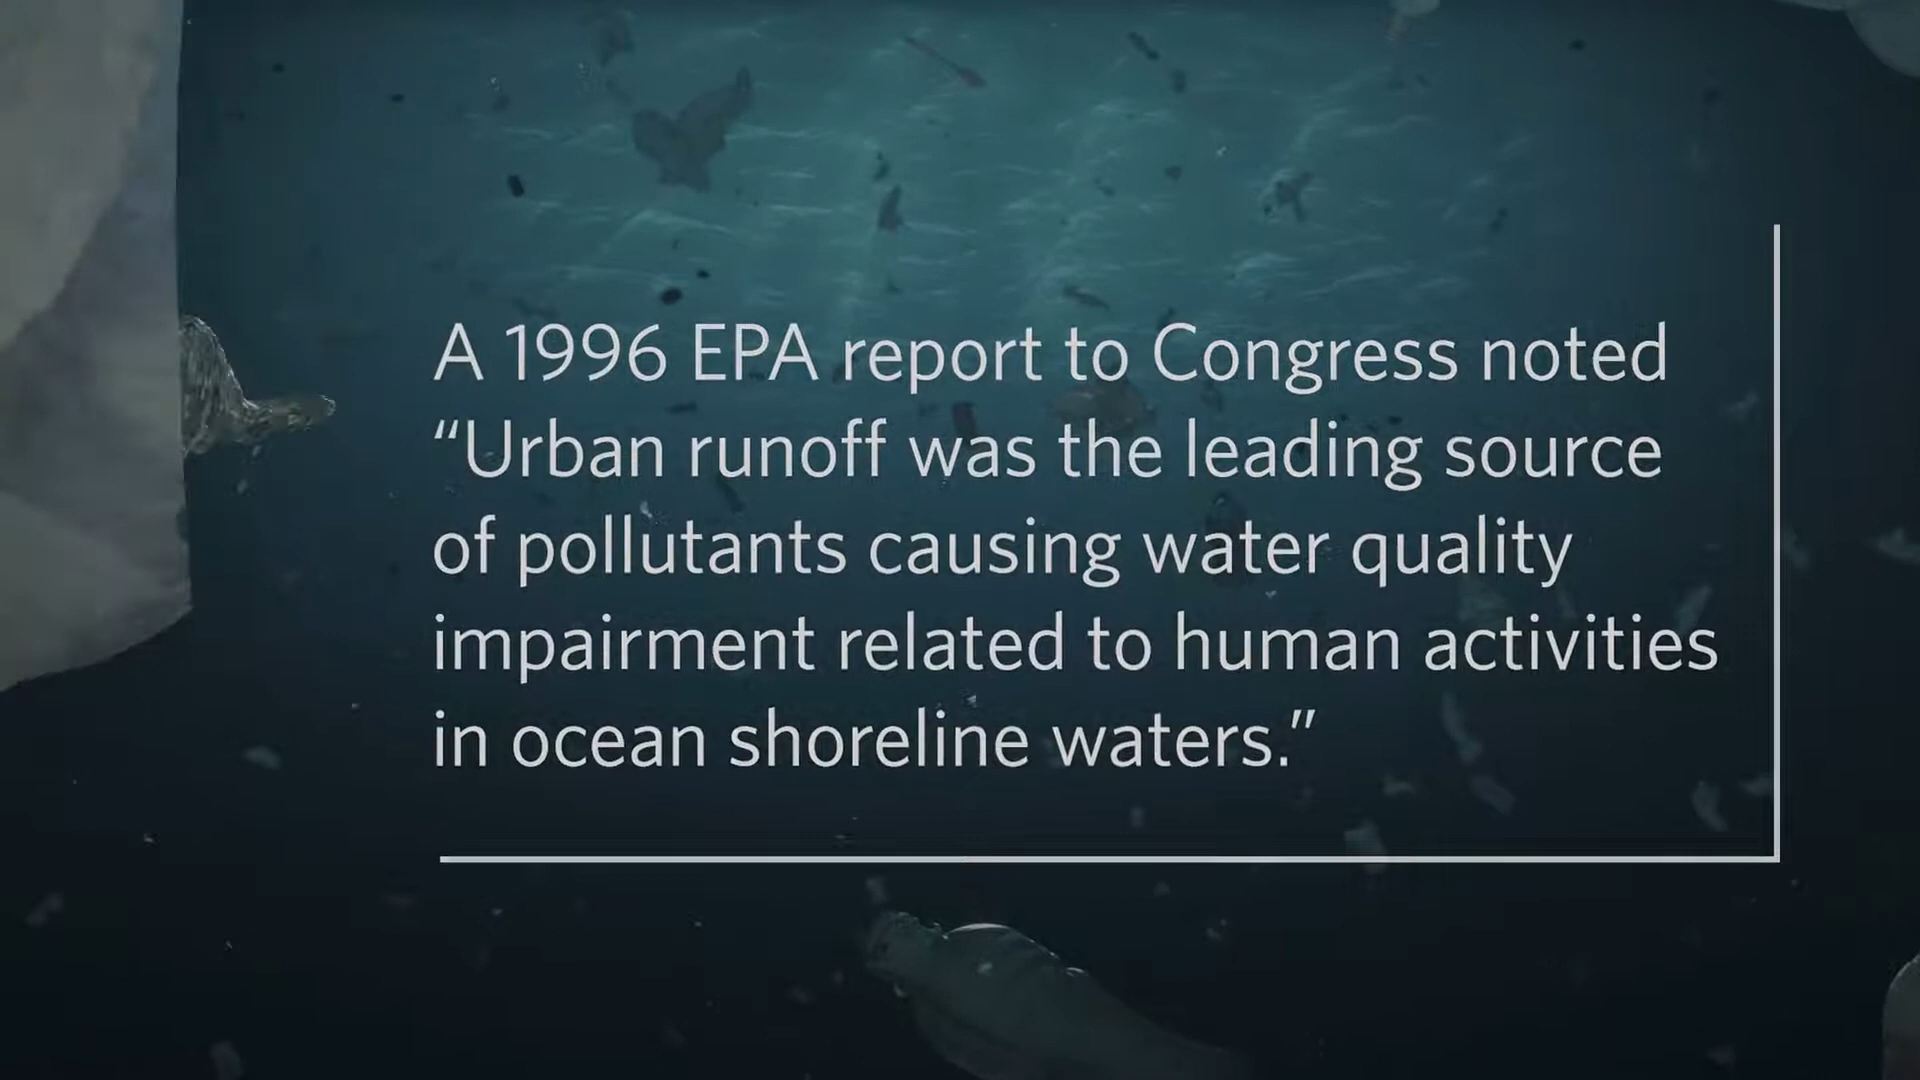 A 1996 EPA report to Congress noted
“Urban runoff was the leading source
of pollutants causing water quality
impairment related to human activities
in ocean shoreline waters.”